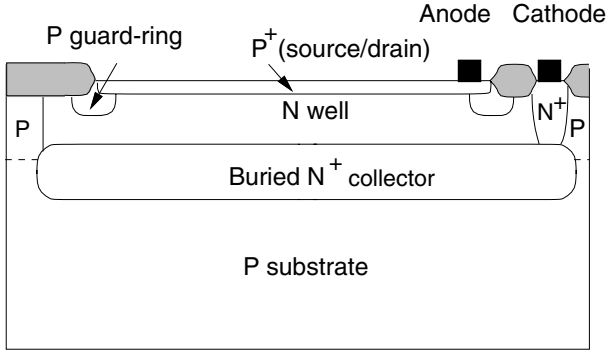 Anode Cathode
P guard-ring
P+ (source/drain)
N well
P
N+
P
Buried N+ collector
P substrate